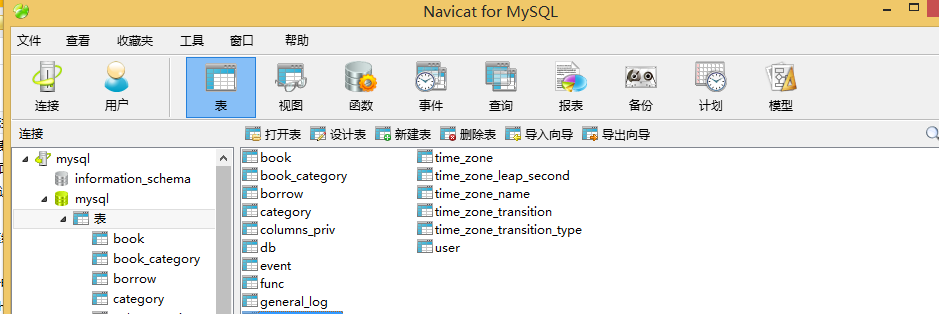 Navicat for MySQL
文件 查看 收藏夹 工具 窗口 帮助
连接 用户 表 视图 函数 事件 查询 报表 备份 计划 模型
连接 打开表 设计表 新建表 删除表 导入向导 导出向导
mysql
information_schema
mysql
表
book
book_category
borrow
category
book
book_category
borrow
category
columns_priv
db
event
func
general_log
time_zone
time_zone_leap_second
time_zone_name
time_zone_transition
time_zone_transition_type
user